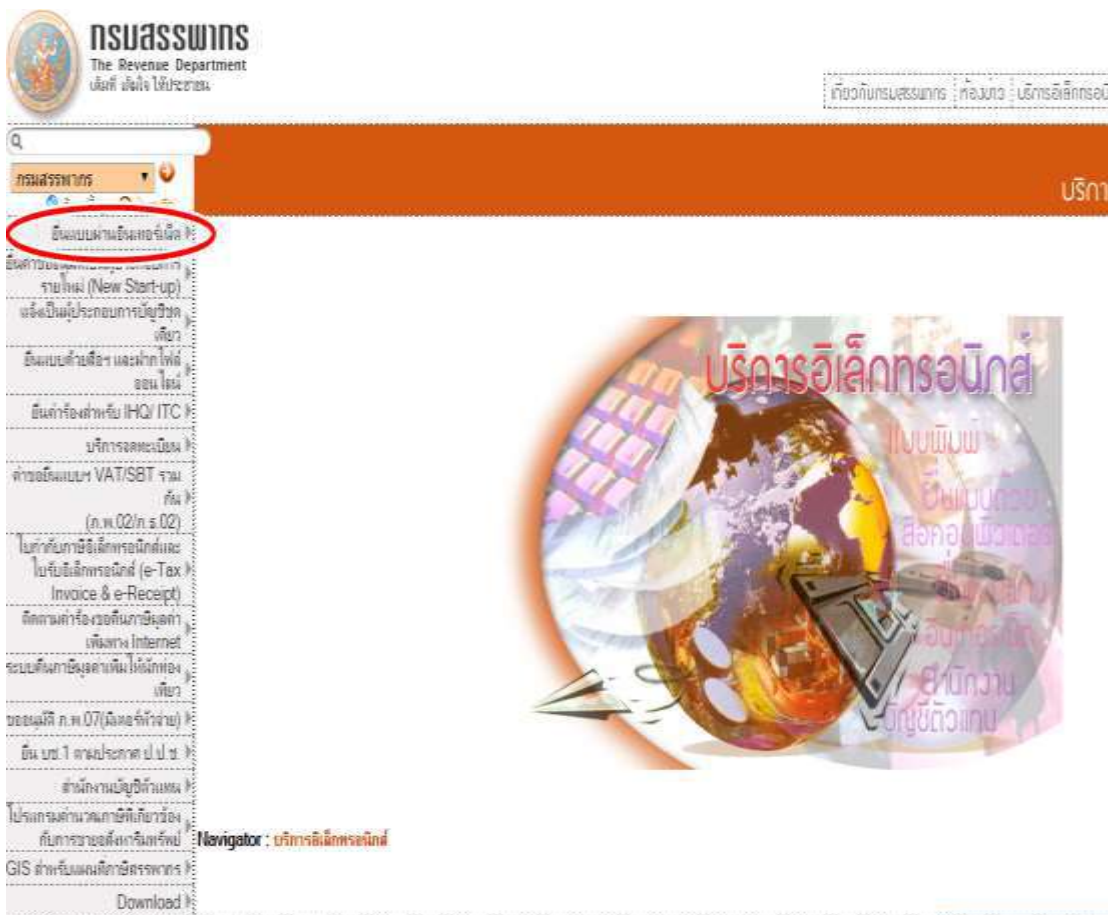 กรมสรรพากร
The Revenue Department
เต็มที่ เต็มใจ ให้ประชาชน
เกี่ยวกับกรมสรรพากร ห้องข่าว
กรมสรรพากร
ยื่นแบบผ่านอินเทอร์เน็ต
รายใหม่ (New Start-up)
แจ้งเป็นผู้ประกอบการบัญชีชุด
เดียว
ยื่นแบบด้วยสื่อฯ และฝากไฟล์
ออนไลน์
ยื่นคำร้องสำหรับ IHQ/ ITC
บริการจดทะเบียน
คำขอยื่นแบบฯ VAT/SBT รวม
กัน
(ภ.พ.02/ภ.ธ.02)
ใบกำกับภาษีอิเล็กทรอนิกส์และ
ใบรับอิเล็กทรอนิกส์ (e-Tax
Invoice & e-Receipt)
ติดตามคำร้องขอคืนภาษีมูลค่า
เพิ่มทาง Internet
ระบบคืนภาษีมูลค่าเพิ่มให้นักท่อง
เที่ยว
ขออนุมัติ ภ.พ.07(มิเตอร์หัวจ่าย)
ยื่น บช.1 ตามประกาศ ป.ป.ช.
สำนักงานบัญชีตัวแทน
โปรแกรมคำนวณภาษีที่เกี่ยวข้อง
กับการขายอสังหาริมทรัพย์
GIS สำหรับแผนที่ภาษีสรรพากร
Download
บริการอิเล็กทรอนิกส์
แบบพิมพ์
ยื่นแบบด้วย
สื่อคอมพิวเตอร์
สำนักงาน
บัญชีตัวแทน
Navigator : บริการอิเล็กทรอนิกส์